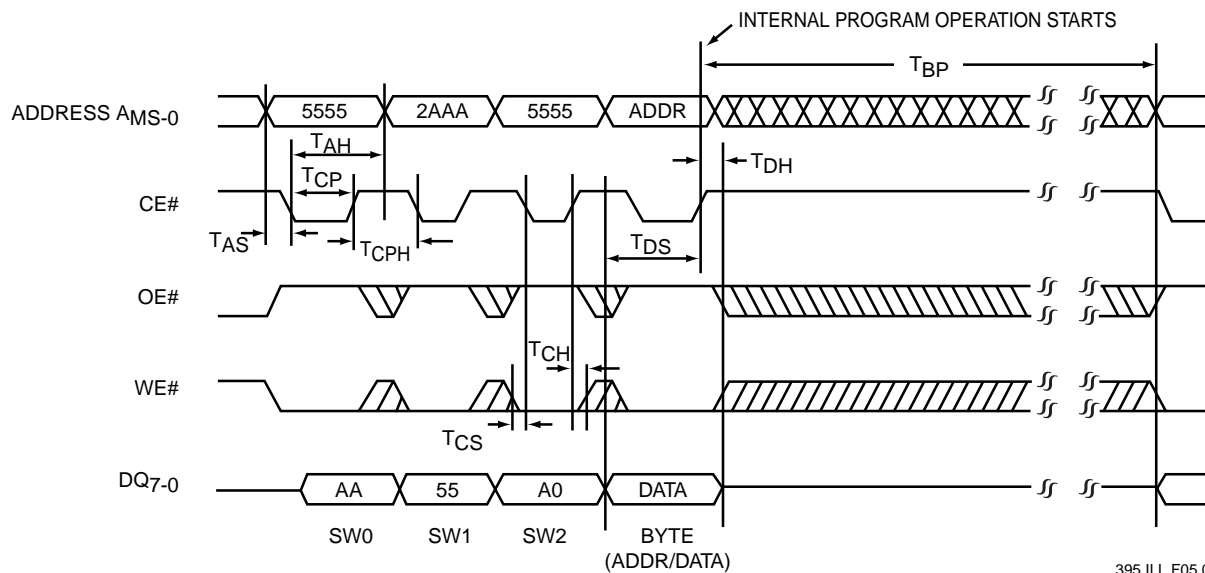 INTERNAL PROGRAM OPERATION STARTS
TBP
ADDRESS AMS-0
5555
2AAA
5555
ADDR
TAH
TDH
TCP
CE#
TAS
TCPH
TDS
OE#
TCH
WE#
TCS
DQ7-0
AA
55
A0
DATA
SW0
SW1
SW2
BYTE
(ADDR/DATA)